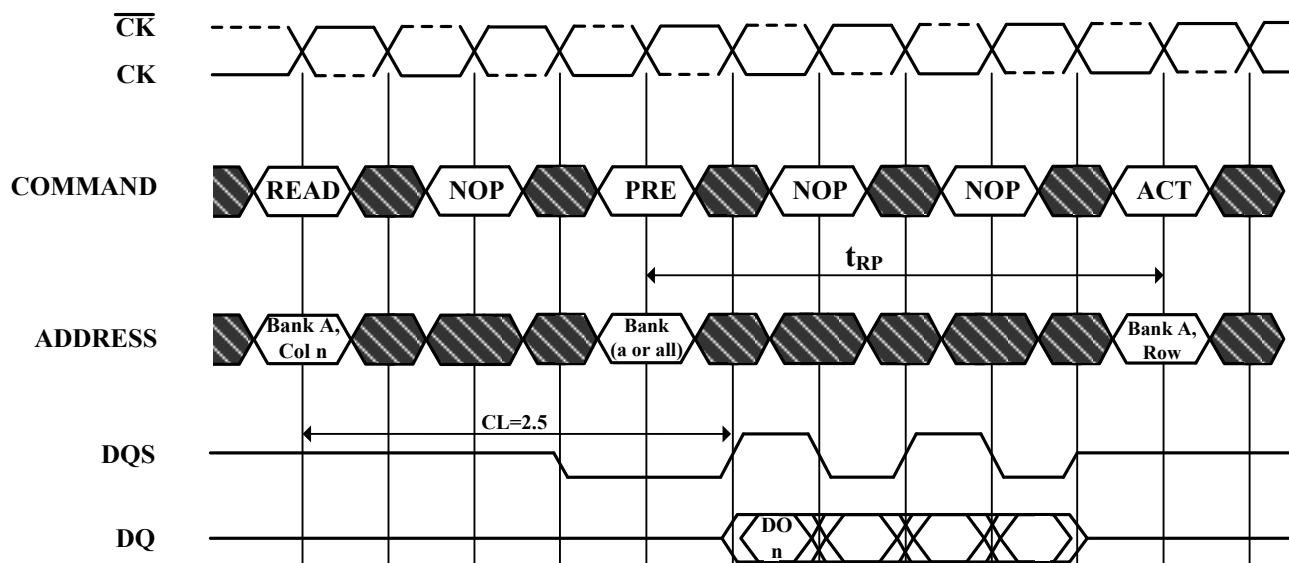 C̅K̅
CK
COMMAND
READ
NOP
PRE
NOP
NOP
ACT
tRP
ADDRESS
Bank A,
Col n
Bank
(a or all)
Bank A,
Row
CL=2.5
DQS
DQ
DO
n